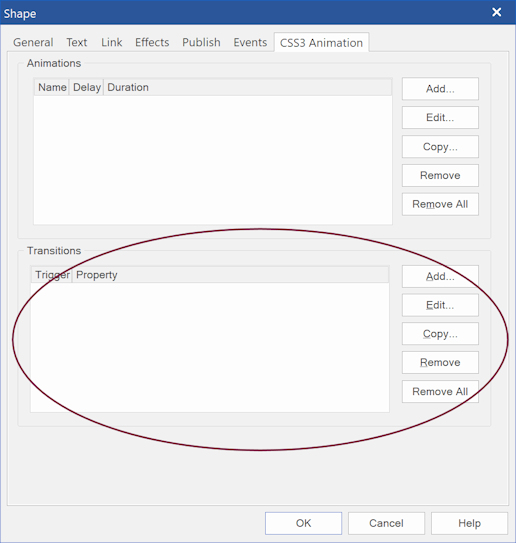 Shape
General Text Link Effects Publish Events CSS3 Animation
Animations
Name Delay Duration
Add...
Edit...
Copy...
Remove
Remove All
Transitions
Trigger Property
Add...
Edit...
Copy...
Remove
Remove All
OK Cancel Help